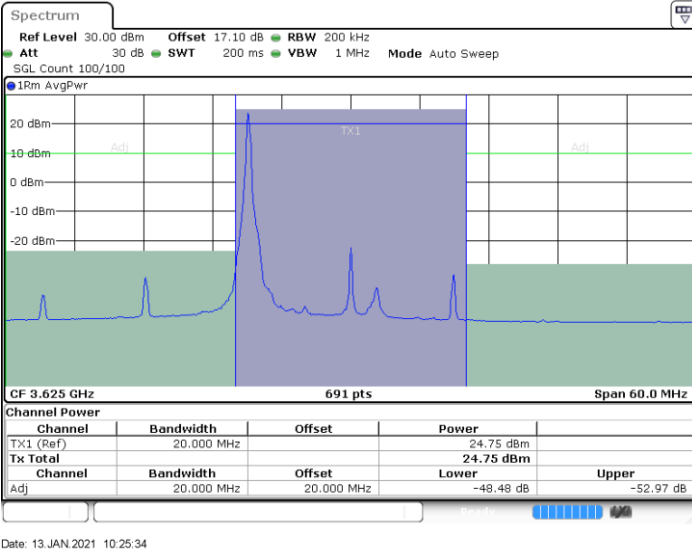 Spectrum
Ref Level 30.00 dBm Offset 17.10 dB RBW 200 kHz
Att 30 dB SWT 200 ms VBW 1 MHz Mode Auto Sweep
SGL Count 100/100
1Rm AvgPwr
20 dBm
TX1
Adj
Adj
10 dBm
0 dBm
-10 dBm
-20 dBm
CF 3.625 GHz 691 pts Span 60.0 MHz
Channel Power
Channel Bandwidth Offset Power
TX1 (Ref) 20.000 MHz 24.75 dBm
Tx Total 24.75 dBm
Channel Bandwidth Offset Lower Upper
Adj 20.000 MHz 20.000 MHz -48.48 dB -52.97 dB
Ready
Date: 13.JAN.2021 10:25:34